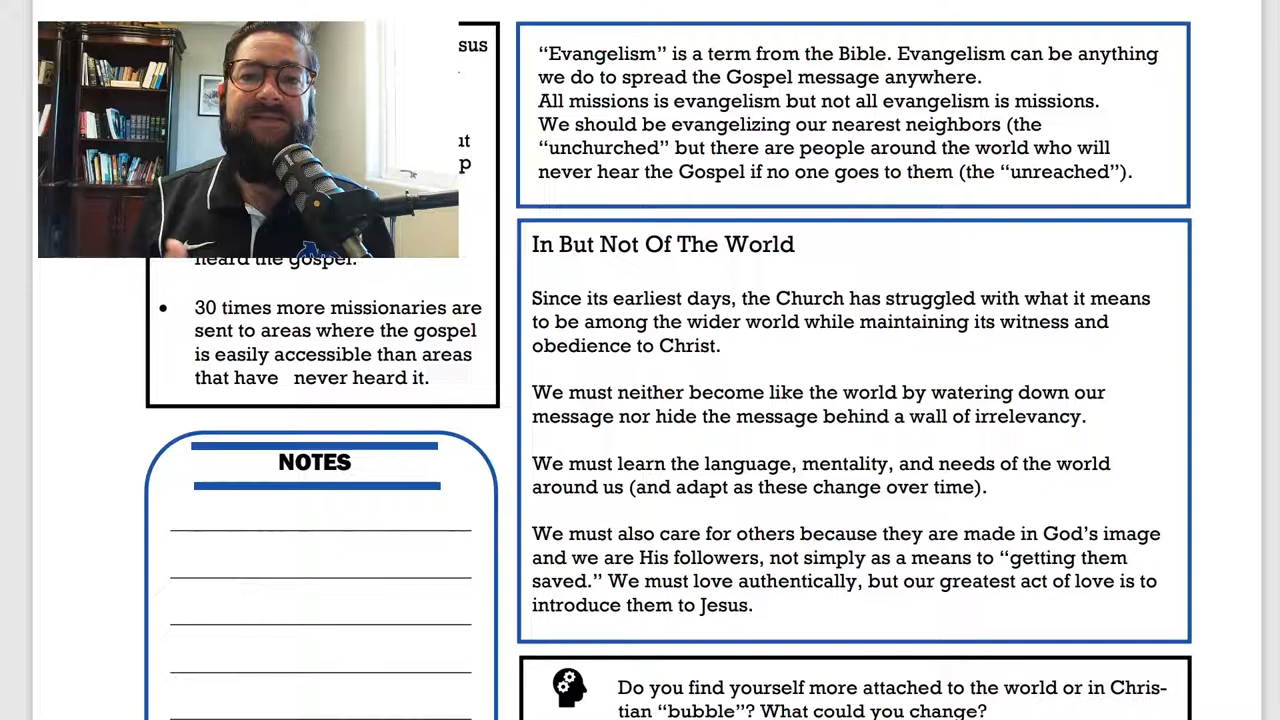 sus
heard the gospel.
• 30 times more missionaries are
sent to areas where the gospel
is easily accessible than areas
that have never heard it.
NOTES
“Evangelism” is a term from the Bible. Evangelism can be anything
we do to spread the Gospel message anywhere.
All missions is evangelism but not all evangelism is missions.
We should be evangelizing our nearest neighbors (the
“unchurched” but there are people around the world who will
never hear the Gospel if no one goes to them (the “unreached”).
In But Not Of The World
Since its earliest days, the Church has struggled with what it means
to be among the wider world while maintaining its witness and
obedience to Christ.
We must neither become like the world by watering down our
message nor hide the message behind a wall of irrelevancy.
We must learn the language, mentality, and needs of the world
around us (and adapt as these change over time).
We must also care for others because they are made in God’s image
and we are His followers, not simply as a means to “getting them
saved.” We must love authentically, but our greatest act of love is to
introduce them to Jesus.
Do you find yourself more attached to the world or in Chris-
tian “bubble”? What could you change?